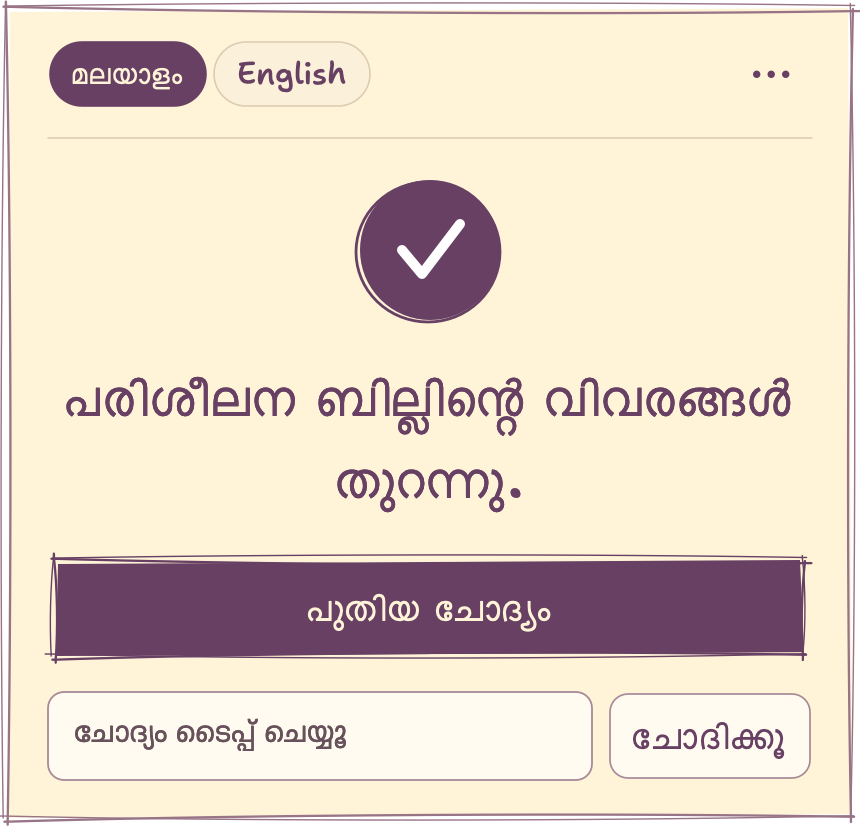 മലയാളം English
പരിശീലന ബില്ലിന്റെ വിവരങ്ങൾ
തുറന്നു.
പുതിയ ചോദ്യം
ചോദ്യം ടൈപ്പ് ചെയ്യൂ ചോദിക്കൂ